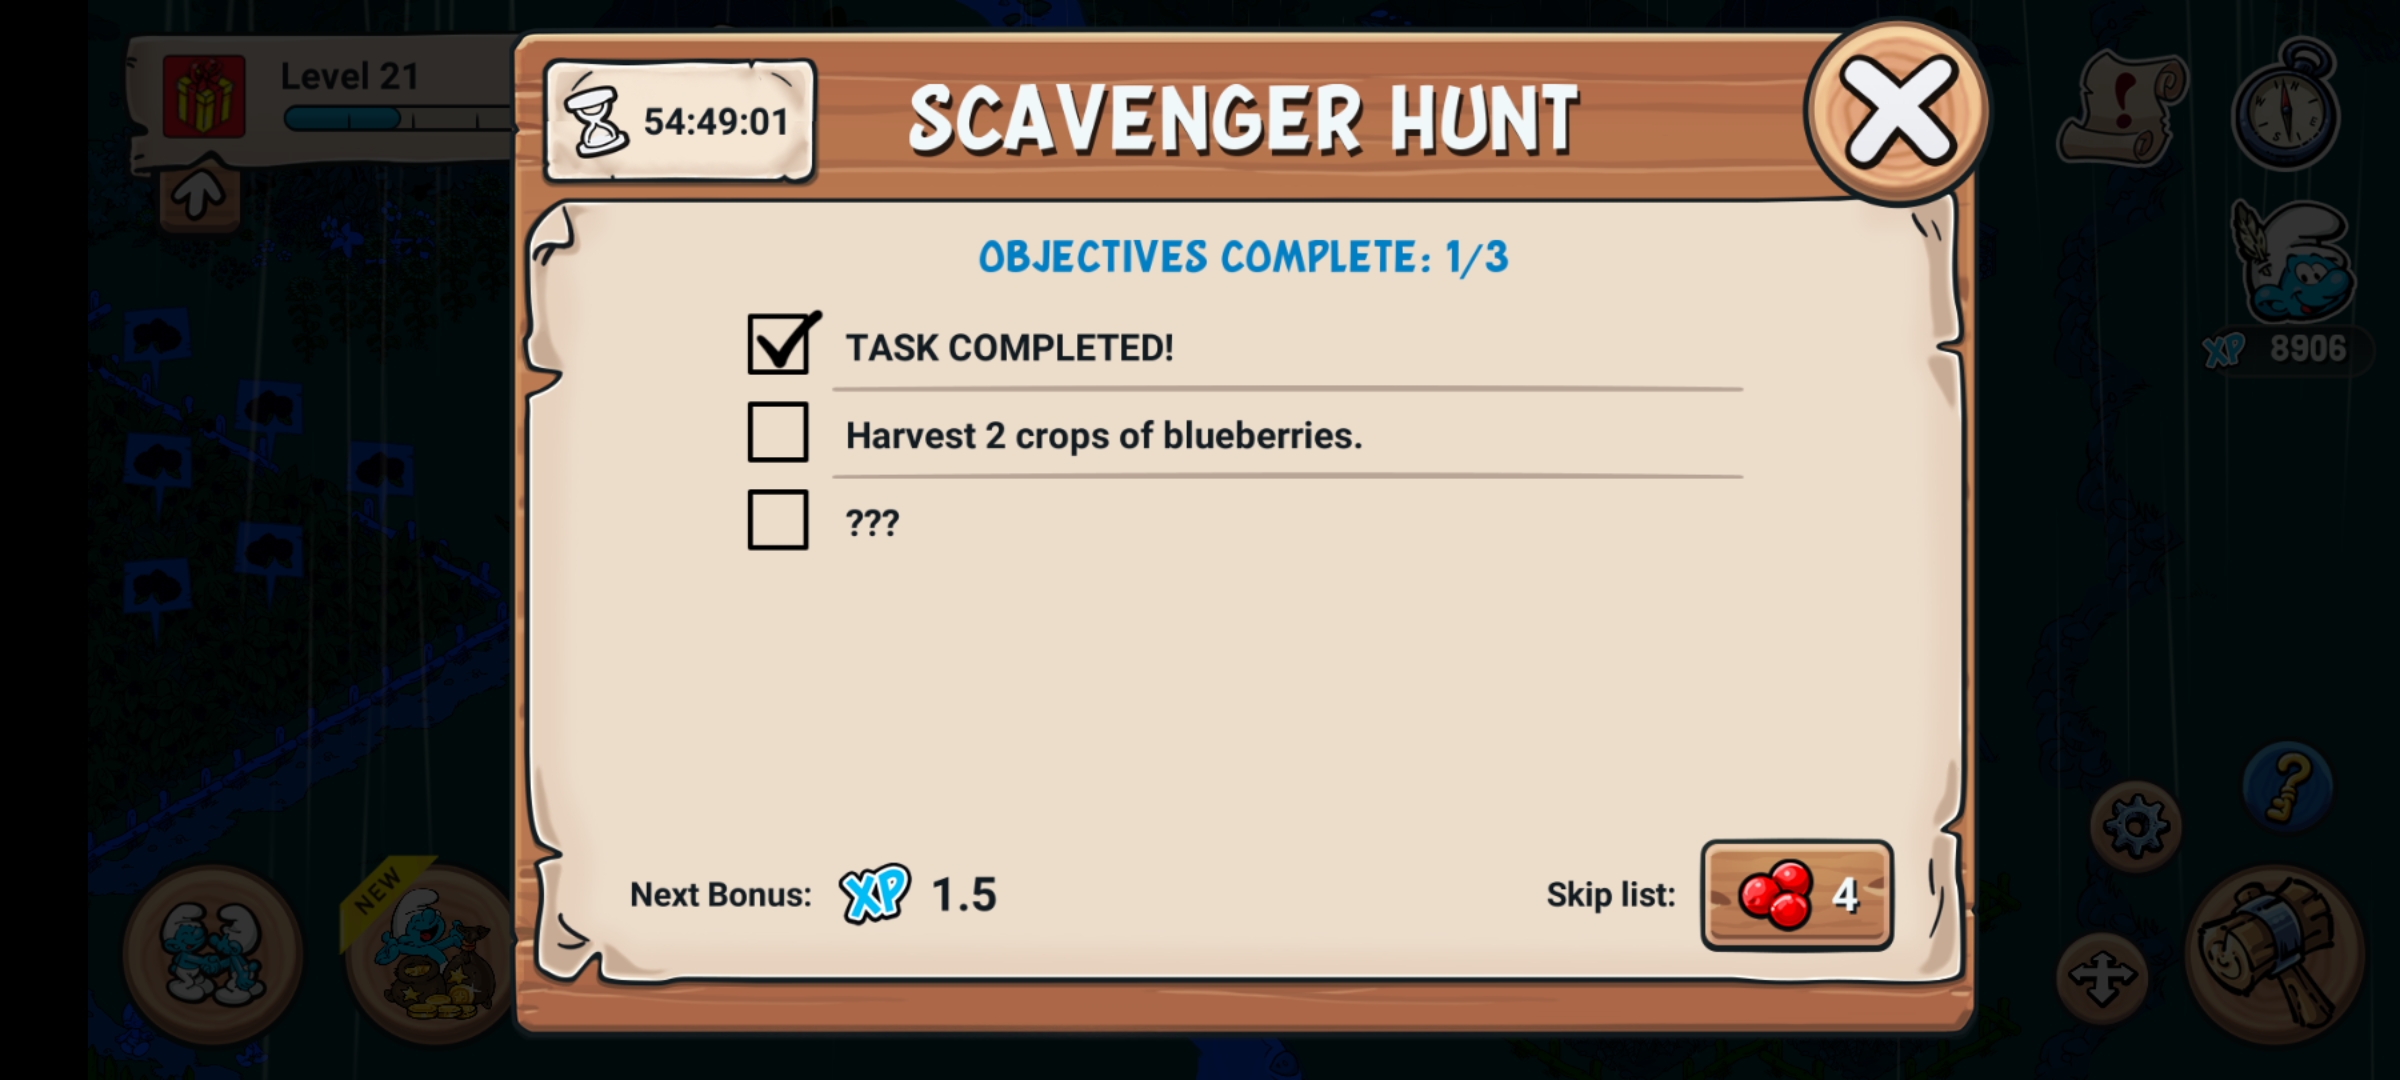 Level 21
54:49:01
SCAVENGER HUNT
OBJECTIVES COMPLETE: 1/3
TASK COMPLETED!
Harvest 2 crops of blueberries.
???
XP 8906
NEW
Next Bonus: XP 1.5
Skip list: 4